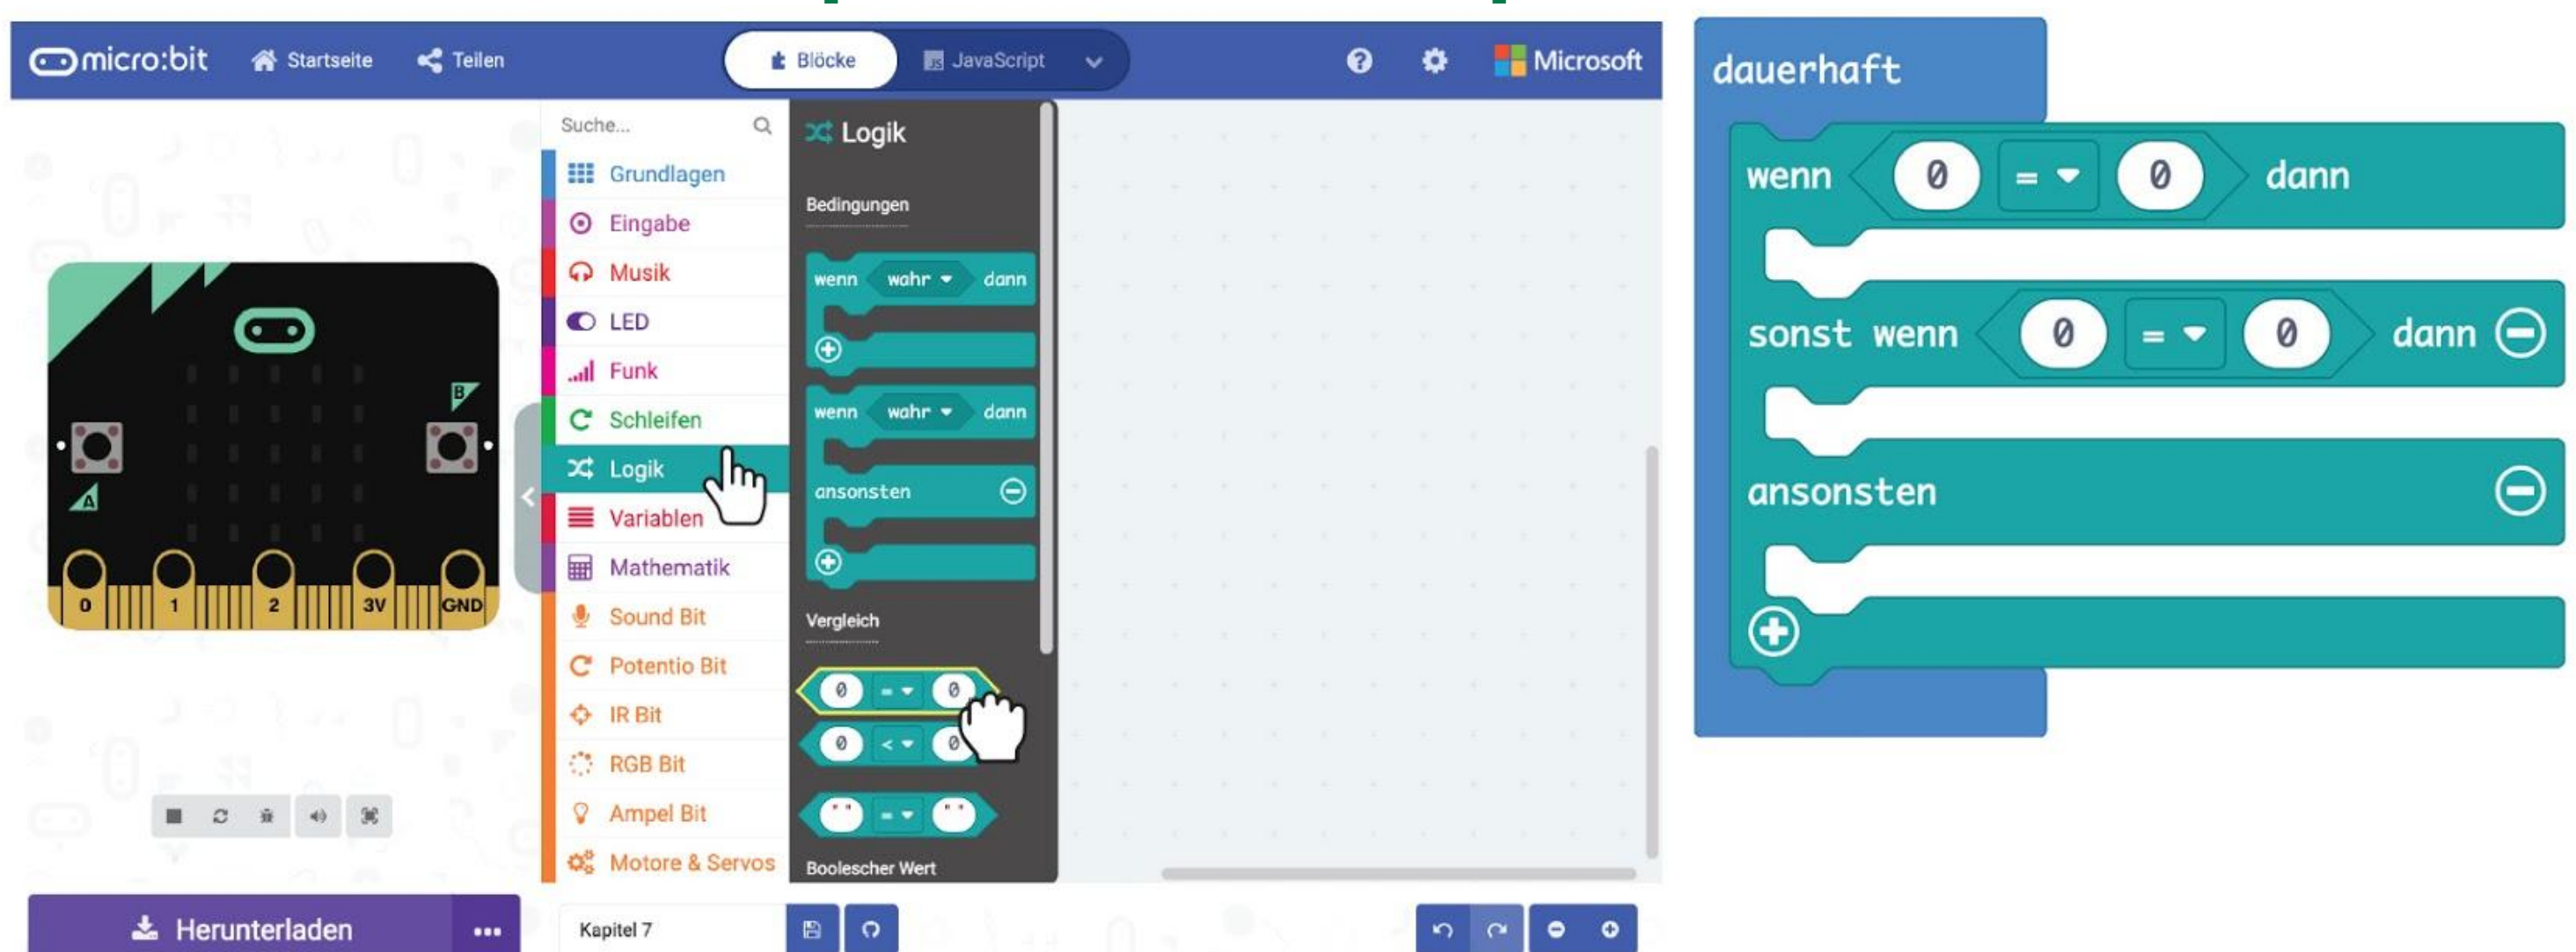 micro:bit Startseite Teilen Blöcke JavaScript Microsoft
Suche...
Grundlagen
Eingabe
Musik
LED
Funk
Schleifen
Logik
Variablen
Mathematik
Sound Bit
Potentio Bit
IR Bit
RGB Bit
Ampel Bit
Motore & Servos
Logik
Bedingungen
wenn wahr dann
wenn wahr dann
ansonsten
Vergleich
0 = 0
0 < 0
" " = " "
Boolescher Wert
B
A
0 1 2 3V GND
Herunterladen ...
Kapitel 7
dauerhaft
wenn 0 = 0 dann
sonst wenn 0 = 0 dann
ansonsten